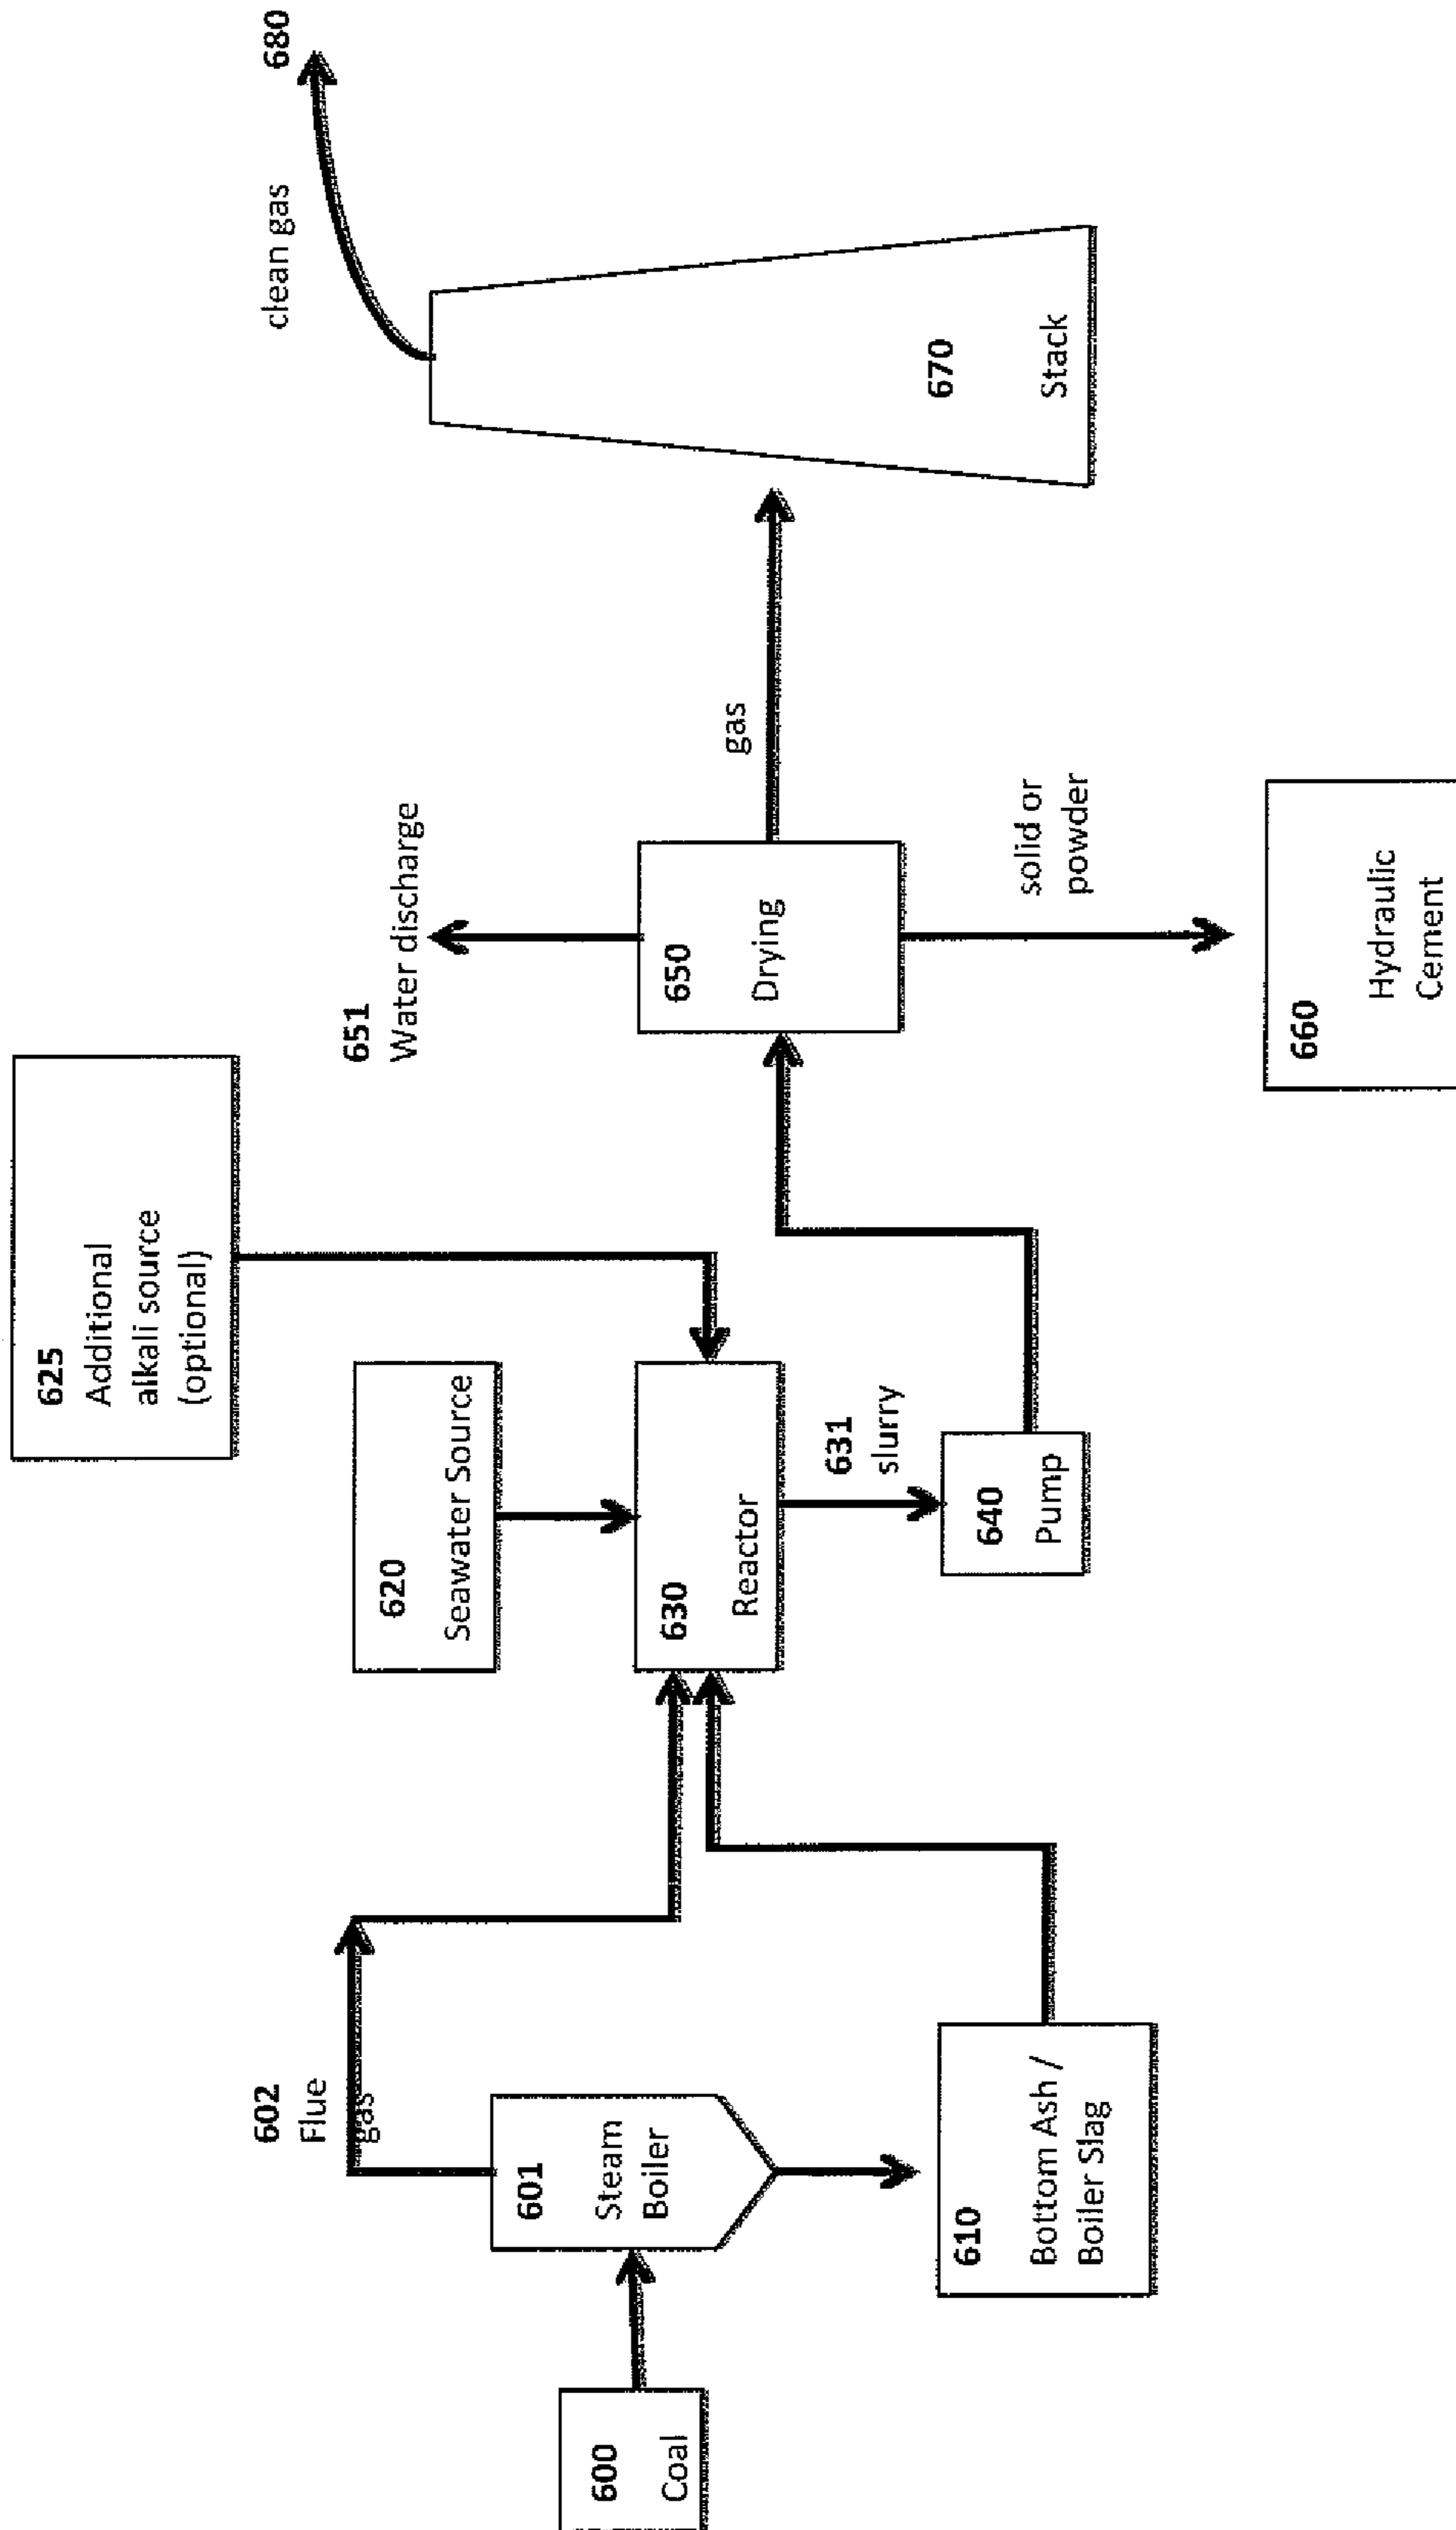 600
Coal
601
Steam
Boiler
602
Flue
gas
610
Bottom Ash /
Boiler Slag
620
Seawater Source
625
Additional
alkali source
(optional)
630
Reactor
631
slurry
640
Pump
650
Drying
651
Water discharge
gas
solid or
powder
660
Hydraulic
Cement
670
Stack
clean gas
680